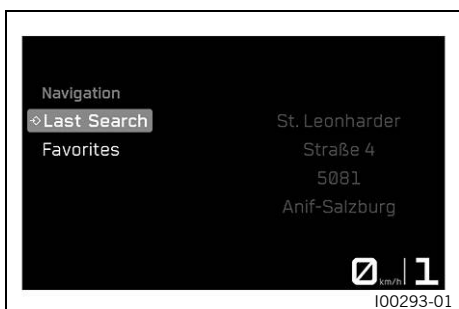 Navigation
Last Search
Favorites
St. Leonharder
Straße 4
5081
Anif-Salzburg
0 km/h 1
I00293-01